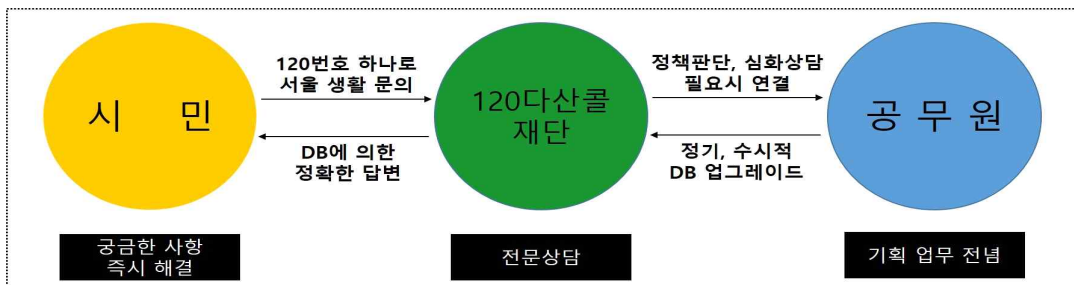 120번호 하나로
서울 생활 문의
정책판단, 심화상담
필요시 연결
시 민
120다산콜
재단
공 무 원
DB에 의한
정확한 답변
정기, 수시적
DB 업그레이드
궁금한 사항
즉시 해결
전문상담
기획 업무 전념